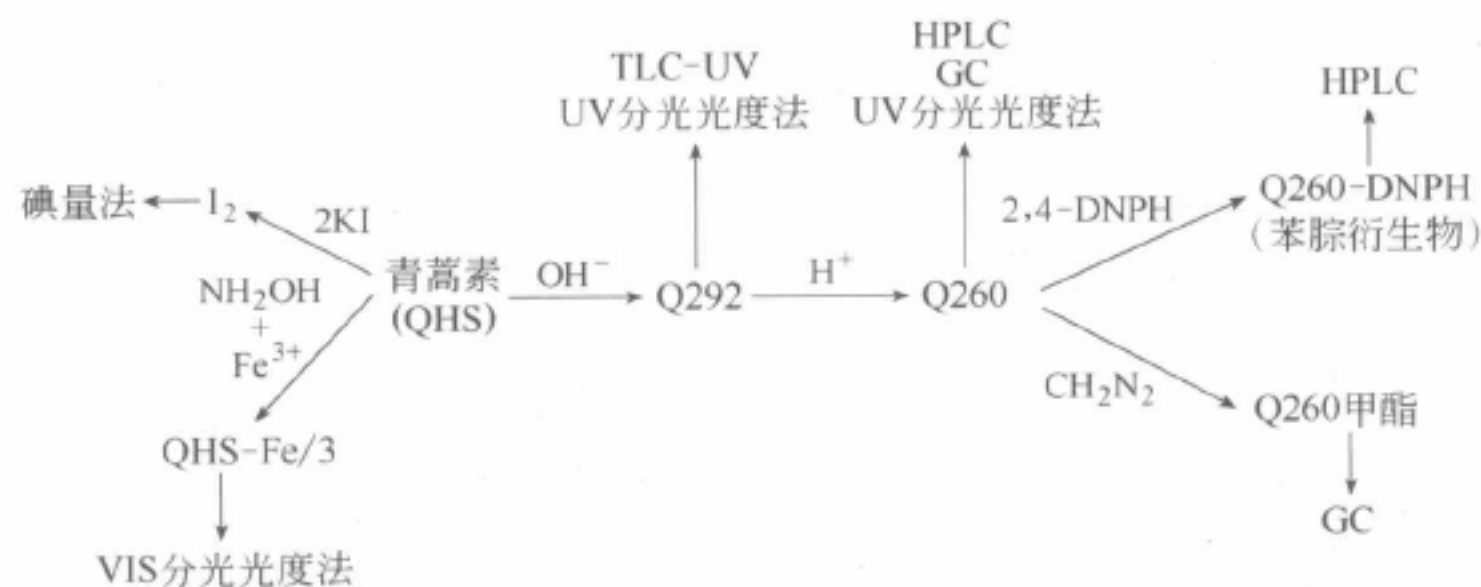 HPLC
TLC-UV
GC
HPLC
UV分光光度法
UV分光光度法
碘量法
I₂
2KI
2,4-DNPH
Q260-DNPH
(苯腙衍生物)
NH₂OH
+
Fe³⁺
青蒿素
(QHS)
OH⁻
Q292
H⁺
Q260
CH₂N₂
Q260甲酯
QHS-Fe/3
GC
VIS分光光度法